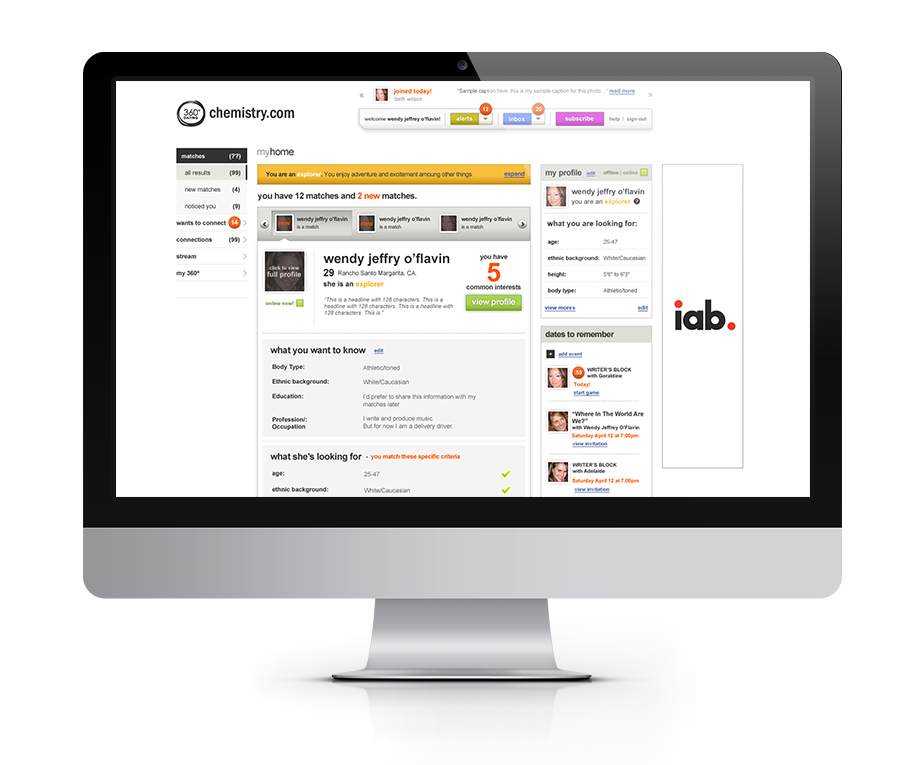 « joined today! "Sample caption here, this is my sample caption for this photo..." read more »
beth wilson
360°
DATING
chemistry.com
welcome wendy jeffrey o'flavin! alerts 12 inbox 20 subscribe help | sign out
matches (??)
all results (99)
new matches (4)
noticed you (9)
wants to connect 14
connections (99)
stream
my 360°
myhome
You are an explorer. You enjoy adventure and excitement amoung other things expand
you have 12 matches and 2 new matches.
wendy jeffry o'flavin
is a match
wendy jeffry o'flavin
is a match
wendy jeffry o'flavin
is a match
click to view
full profile
online now!
wendy jeffry o'flavin
29 Rancho Santo Margarita, CA.
she is an explorer
"This is a headline with 128 characters. This is a
headline with 128 characters. This is a headline with
128 characters. This is."
you have
5
common interests
view profile
what you want to know edit
Body Type: Athletic/toned
Ethnic background: White/Caucasian
Education: I'd prefer to share this information with my
matches later
Profession/: I write and produce music.
Occupation But for now I am a delivery driver.
what she's looking for - you match these specific criteria
age: 25-47
ethnic background: White/Caucasian
my profile edit offline | online
wendy jeffry o'flavin
you are an explorer ?
what you are looking for:
age: 25-47
ethnic background: White/Caucasian
height: 5'6" to 6'3"
body type: Athletic/toned
view more» edit
dates to remember
+ add event
:59 WRITER'S BLOCK
with Geraldine
Today!
start game
"Where In The World Are
We?"
with Wendy Jeffrey O'Flavin
Saturday April 12 at 7:00pm
view invitation
WRITER'S BLOCK
with Adelaide
Saturday April 12 at 7:00pm
view invitation
iab.